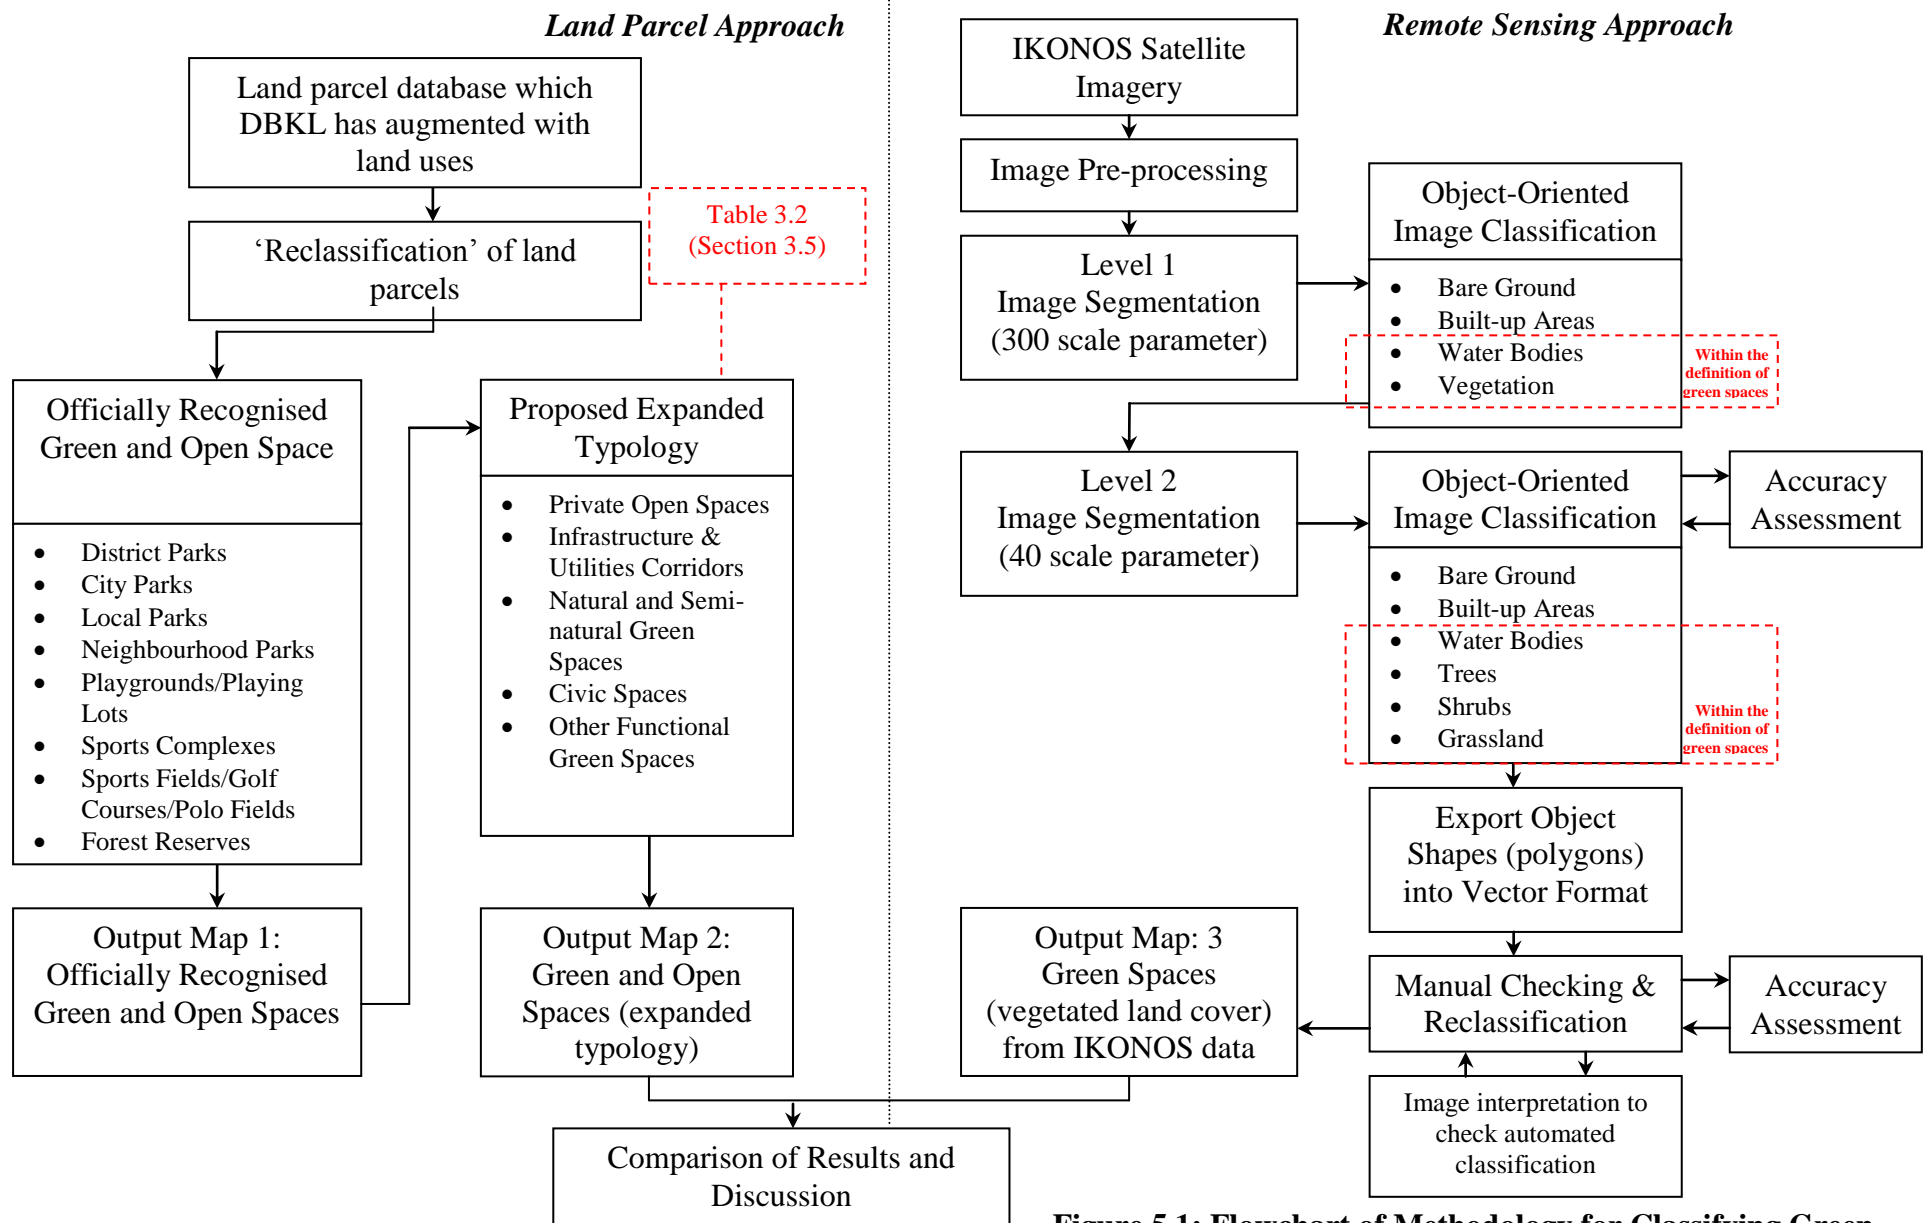 Land Parcel Approach
Land parcel database which
DBKL has augmented with
land uses
‘Reclassification’ of land
parcels
Table 3.2
(Section 3.5)
Officially Recognised
Green and Open Space
• District Parks
• City Parks
• Local Parks
• Neighbourhood Parks
• Playgrounds/Playing
Lots
• Sports Complexes
• Sports Fields/Golf
Courses/Polo Fields
• Forest Reserves
Output Map 1:
Officially Recognised
Green and Open Spaces
Proposed Expanded
Typology
• Private Open Spaces
• Infrastructure &
Utilities Corridors
• Natural and Semi-
natural Green
Spaces
• Civic Spaces
• Other Functional
Green Spaces
Output Map 2:
Green and Open
Spaces (expanded
typology)
Remote Sensing Approach
IKONOS Satellite
Imagery
Image Pre-processing
Level 1
Image Segmentation
(300 scale parameter)
Object-Oriented
Image Classification
• Bare Ground
• Built-up Areas
• Water Bodies
• Vegetation
Within the
definition of
green spaces
Level 2
Image Segmentation
(40 scale parameter)
Object-Oriented
Image Classification
• Bare Ground
• Built-up Areas
• Water Bodies
• Trees
• Shrubs
• Grassland
Within the
definition of
green spaces
Accuracy
Assessment
Export Object
Shapes (polygons)
into Vector Format
Manual Checking &
Reclassification
Accuracy
Assessment
Image interpretation to
check automated
classification
Output Map: 3
Green Spaces
(vegetated land cover)
from IKONOS data
Comparison of Results and
Discussion
Figure 5.1: Flowchart of Methodology for Classifying Green